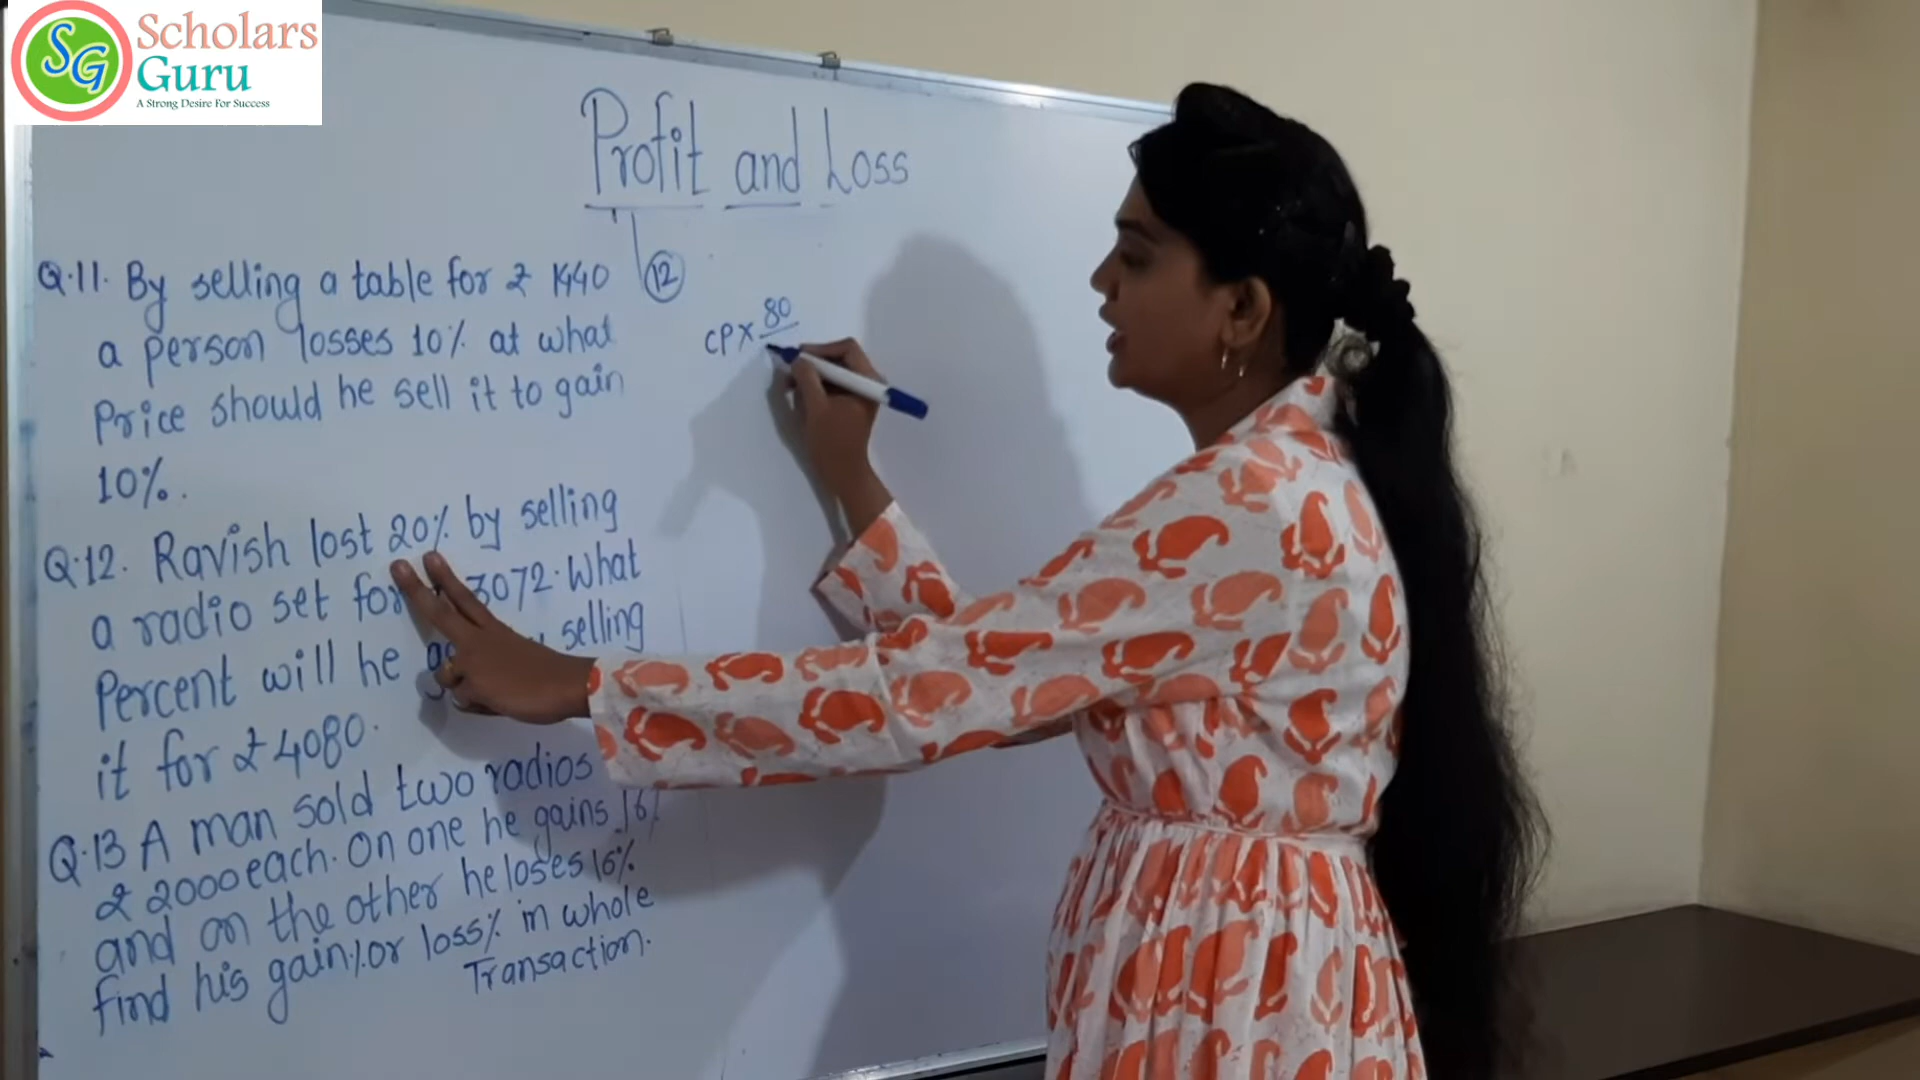 Scholars
Guru
A Strong Desire For Success
SG
Profit and Loss
Q.11. By selling a table for ₹ 1440
a person losses 10% at what
Price should he sell it to gain
10%.
Q.12. Ravish lost 20% by selling
a radio set for 3072. What
Percent will he selling
it for ₹ 4080.
Q.13 A man sold two radios
₹ 2000 each. On one he gains 16%
and on the other he loses 16%
find his gain% or loss% in whole
Transaction.
12
CP x 80